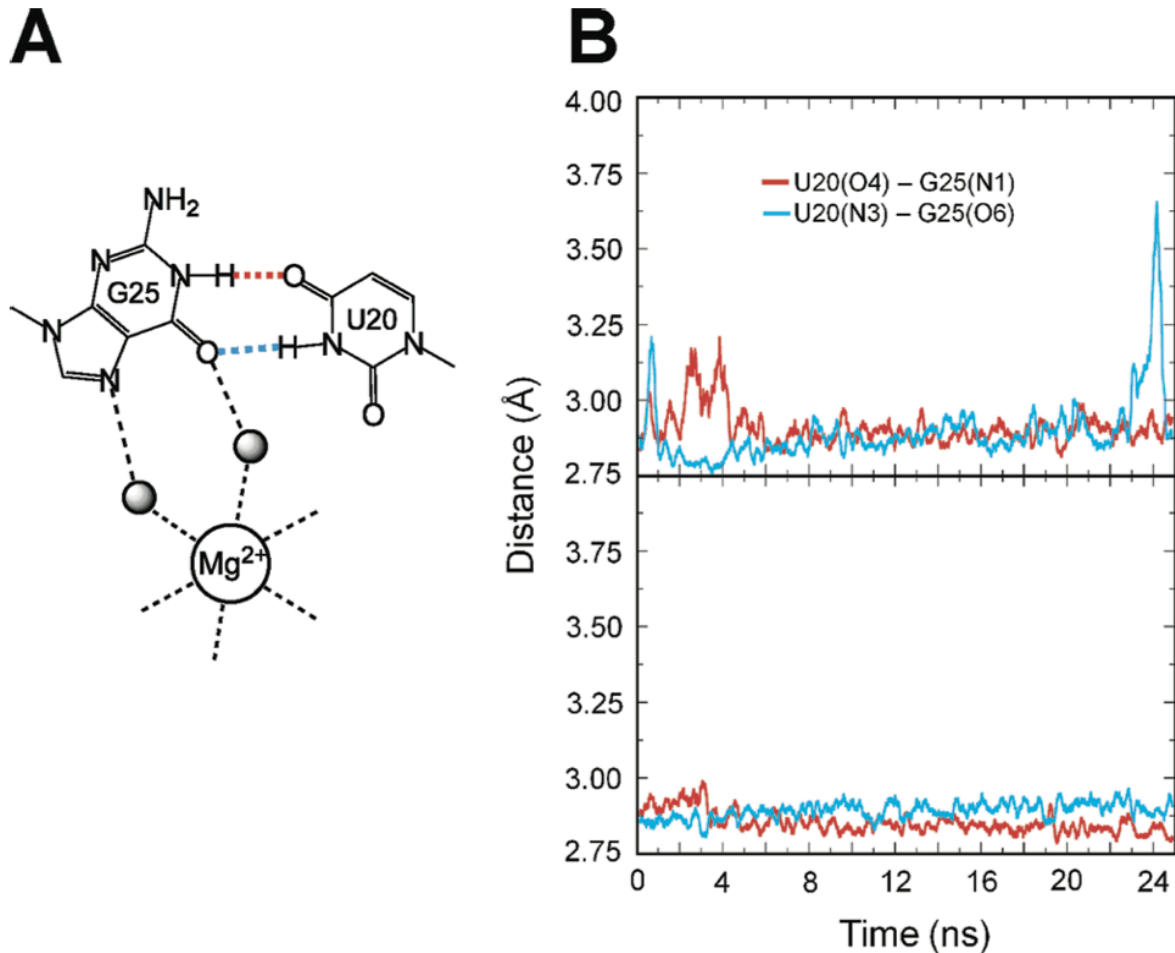 A
B
NH₂
N
N
H
O
G25
U20
N
O
H
N
N
N
O
Mg²⁺
4.00
3.75
U20(O4) – G25(N1)
U20(N3) – G25(O6)
3.50
3.25
3.00
2.75
Distance (Å)
3.75
3.50
3.25
3.00
2.75
0
4
8
12
16
20
24
Time (ns)